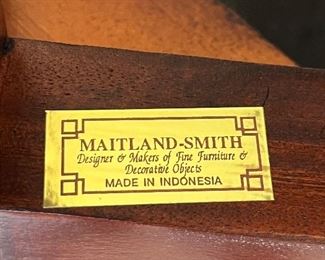 MAITLAND-SMITH
Designer & Makers of Fine Furniture &
Decorative Objects
MADE IN INDONESIA